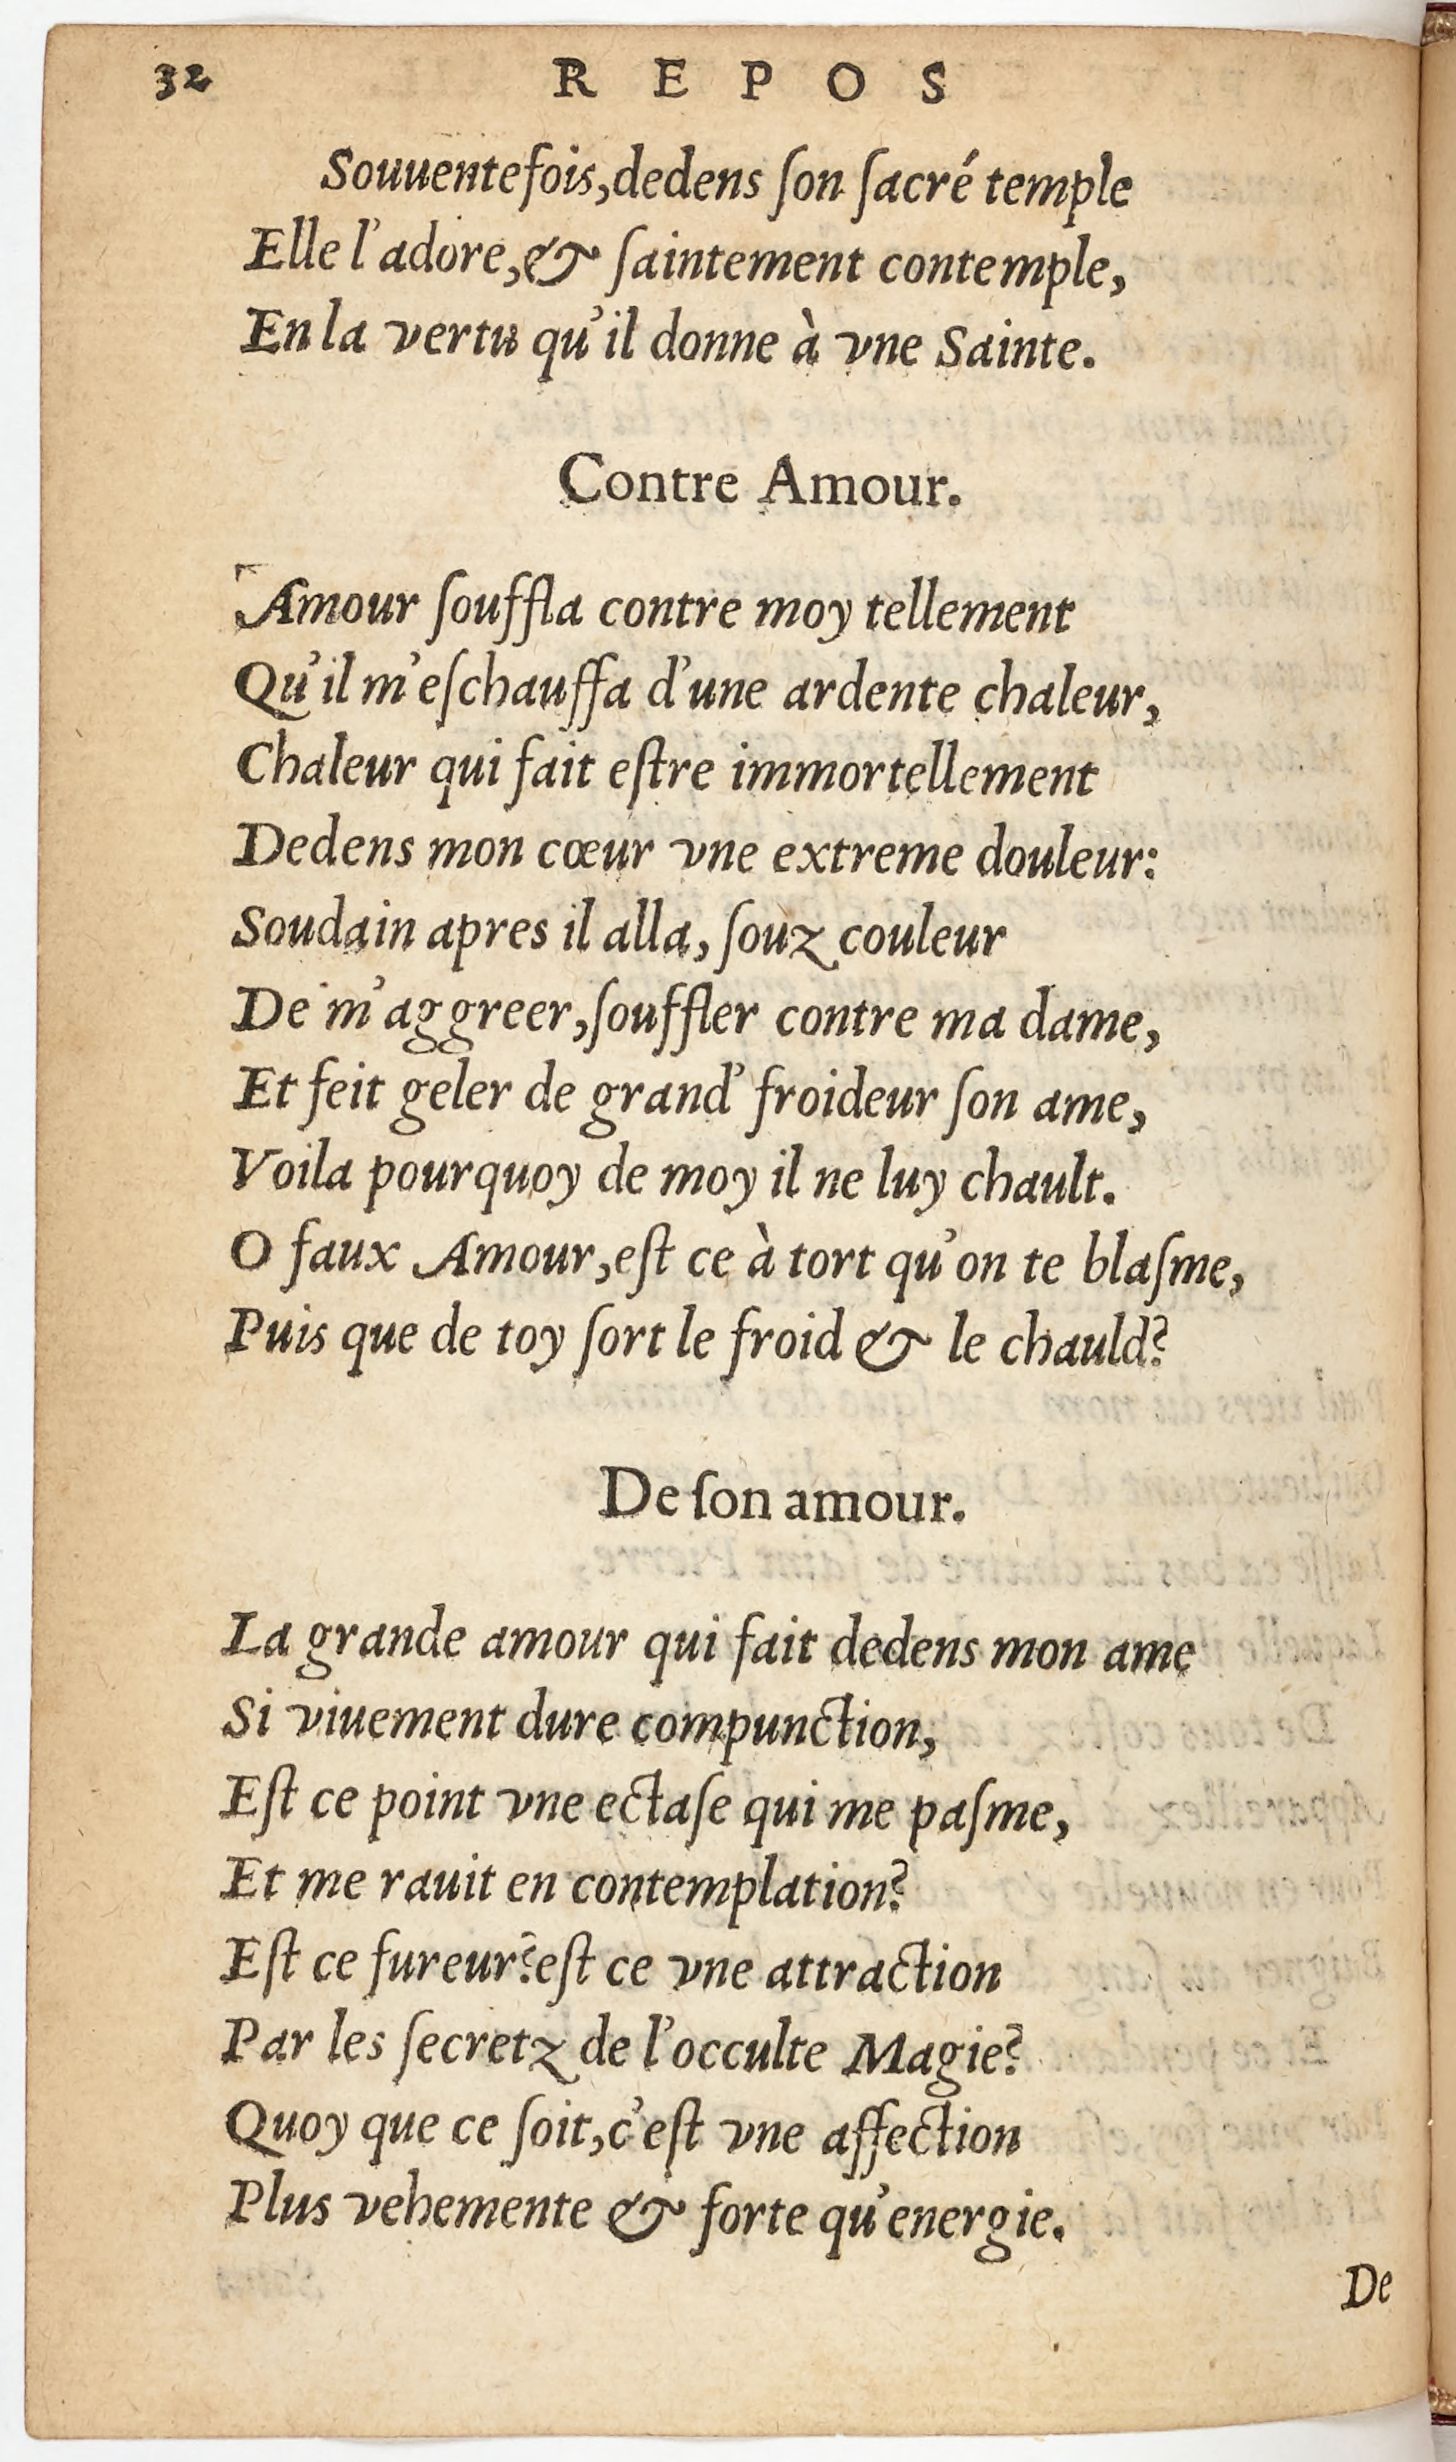 32
REPOS
Souuentefois, dedens ſon ſacré temple
Elle l'adore, & ſaintement contemple,
En la vertu qu'il donne à vne Sainte.
Contre Amour.
Amour ſouffla contre moy tellement
Qu'il m'eſchauffa d'une ardente chaleur,
Chaleur qui fait eſtre immortellement
Dedens mon cœur vne extreme douleur:
Soudain apres il alla, ſouz couleur
De m'aggreer, ſouffler contre ma dame,
Et feit geler de grand' froideur ſon ame,
Voila pourquoy de moy il ne luy chault.
O faux Amour, eſt ce à tort qu'on te blaſme,
Puis que de toy ſort le froid & le chauld?
De ſon amour.
La grande amour qui fait dedens mon ame
Si viuement dure compunction,
Eſt ce point vne ectaſe qui me paſme,
Et me rauit en contemplation?
Eſt ce fureur? eſt ce vne attraction
Par les ſecretz de l'occulte Magie?
Quoy que ce ſoit, c'eſt vne affection
Plus vehemente & forte qu'energie.
De